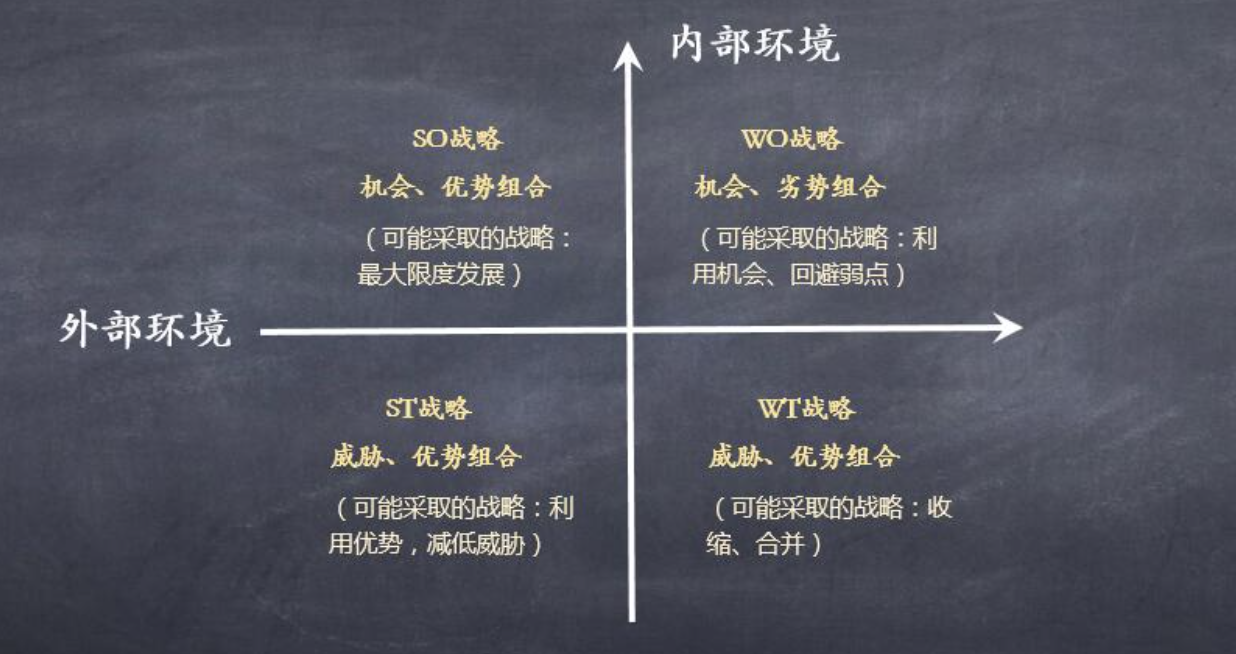 内部环境
SO战略
机会、优势组合
（可能采取的战略：
最大限度发展）
WO战略
机会、劣势组合
（可能采取的战略：利
用机会、回避弱点）
外部环境
ST战略
威胁、优势组合
（可能采取的战略：利
用优势，减低威胁）
WT战略
威胁、优势组合
（可能采取的战略：收
缩、合并）